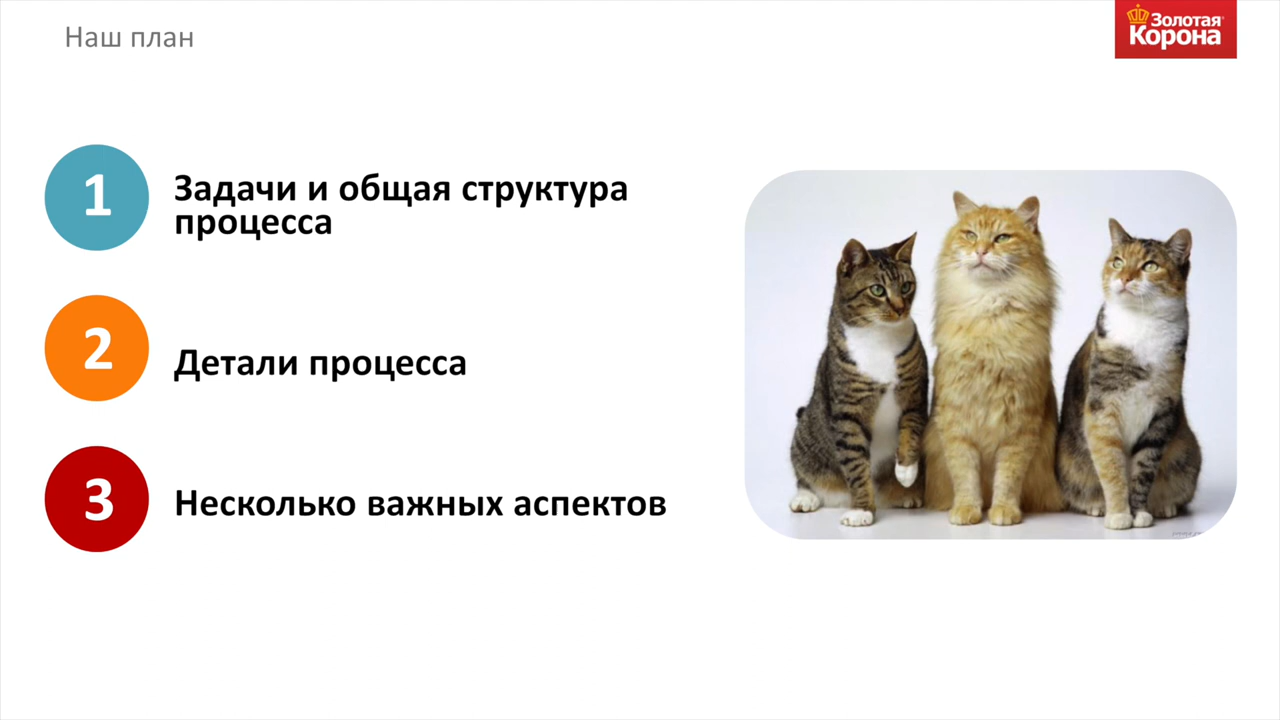 Наш план
Золотая
Корона
1
Задачи и общая структура
процесса
2
Детали процесса
3
Несколько важных аспектов